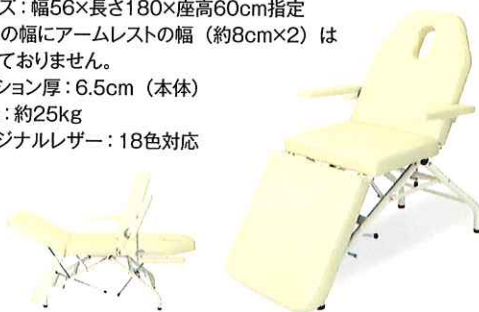 ズ：幅56×長さ180×座高60cm指定
の幅にアームレストの幅（約8cm×2）は
ておりません。
ション厚：6.5cm（本体）
：約25kg
ジナルレザー：18色対応